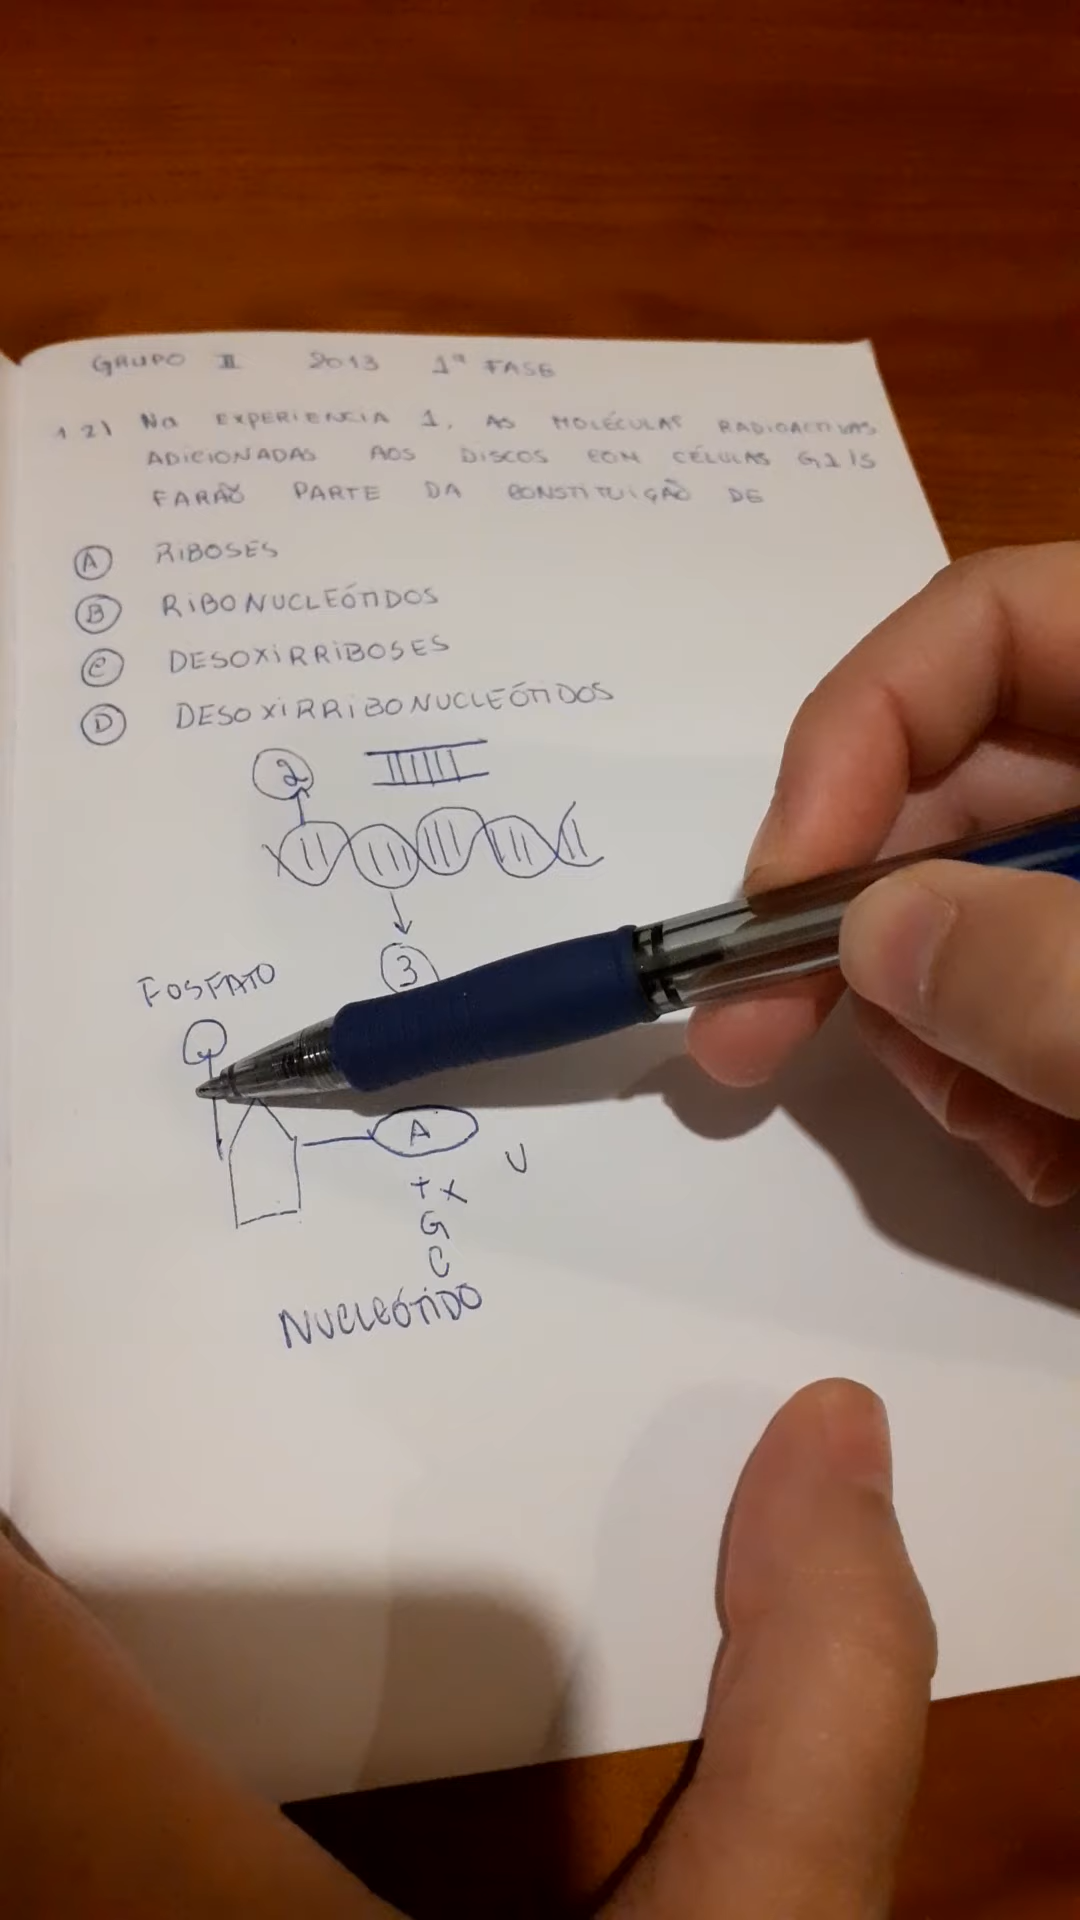 GRUPO II 2013 1ª FASE
1 2) NA EXPERIENCIA 1, AS MOLÉCULAS RADIOACTIVAS
ADICIONADAS AOS DISCOS COM CÉLULAS G1/S
FARÃO PARTE DA CONSTITUIÇÃO DE
A RIBOSES
B RIBONUCLEÓTIDOS
C DESOXIRRIBOSES
D DESOXIRRIBONUCLEÓTIDOS
2
3
FOSFATO
A
U
T X
G
C
NUCLEÓTIDO